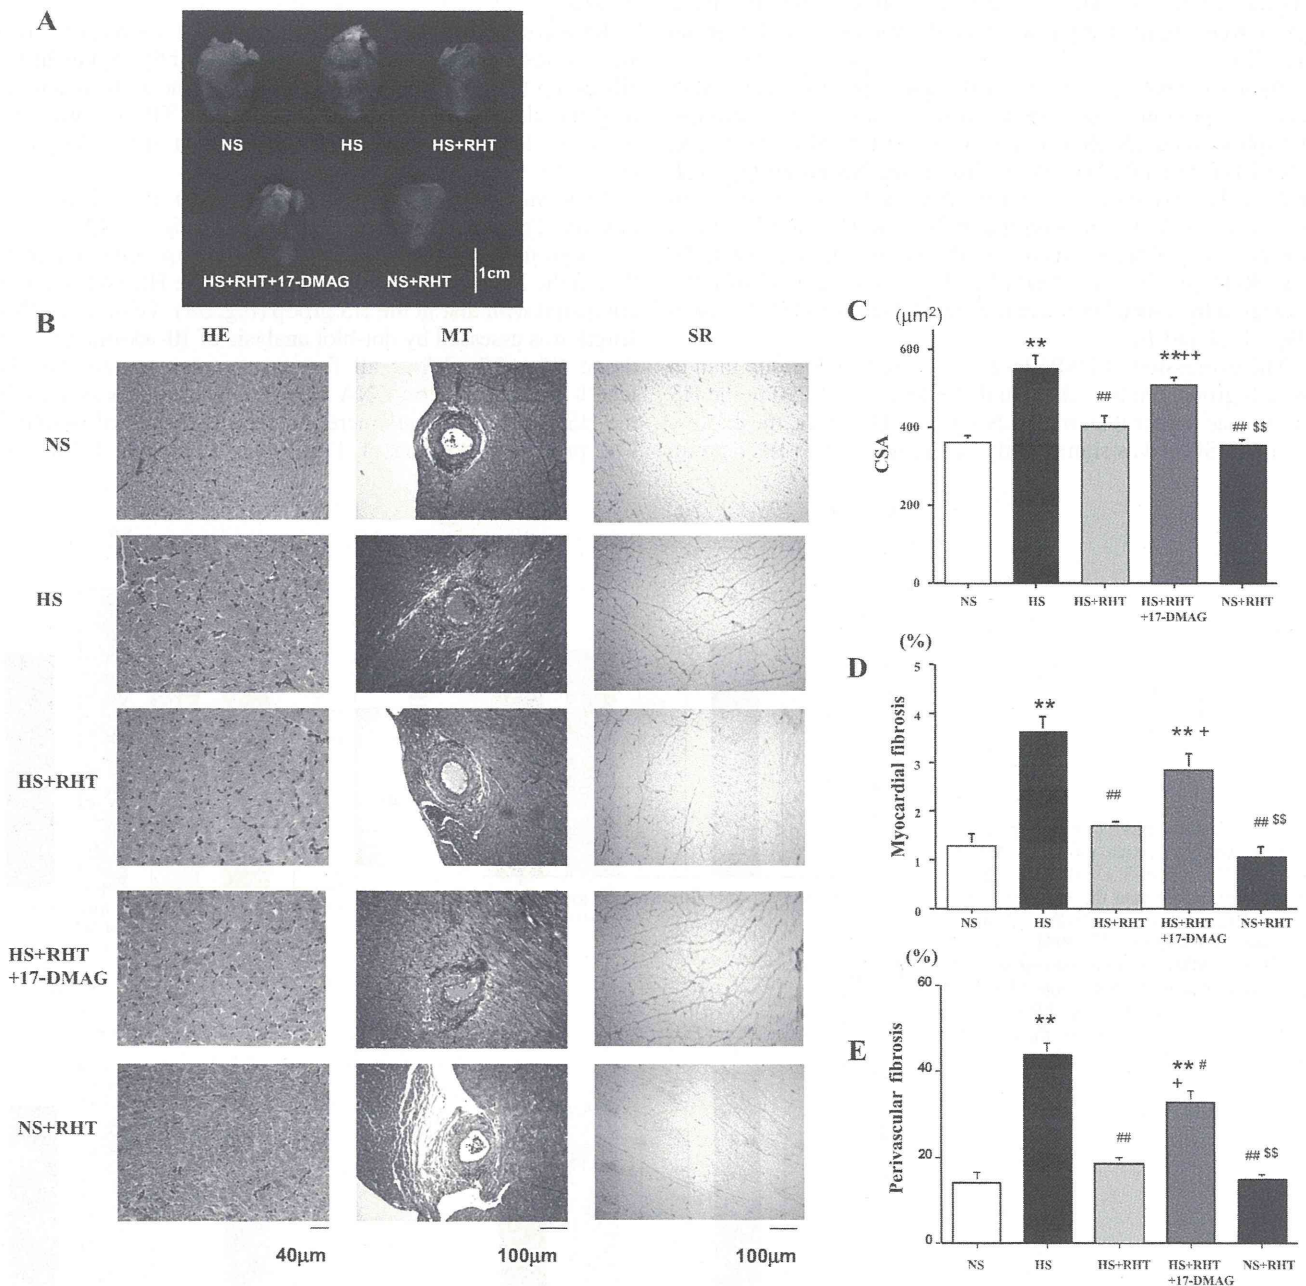 A
NS
HS
HS+RHT
HS+RHT+17-DMAG
NS+RHT
1cm
B
HE
MT
SR
NS
HS
HS+RHT
HS+RHT
+17-DMAG
NS+RHT
40µm
100µm
100µm
C
(µm²)
CSA
600
400
200
0
**
##
**++
## $$
NS
HS
HS+RHT
HS+RHT
+17-DMAG
NS+RHT
D
(%)
Myocardial fibrosis
5
4
3
2
1
0
**
##
** +
## $$
NS
HS
HS+RHT
HS+RHT
+17-DMAG
NS+RHT
E
(%)
Perivascular fibrosis
60
40
20
0
**
##
** #
+
## $$
NS
HS
HS+RHT
HS+RHT
+17-DMAG
NS+RHT